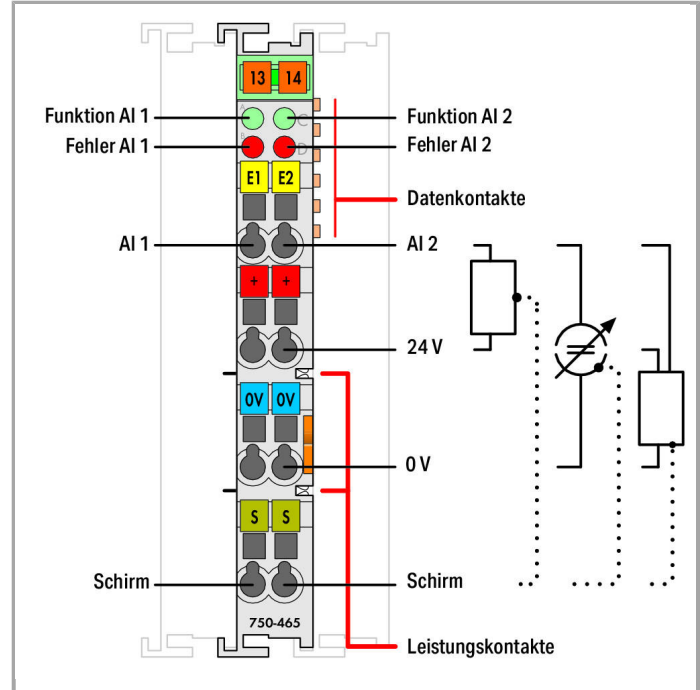 13 14
A C
Funktion AI 1 Funktion AI 2
B D
Fehler AI 1 Fehler AI 2
E1 E2
Datenkontakte
AI 1 AI 2
+ +
24 V
0V 0V
0 V
S S
Schirm Schirm
750-465
Leistungskontakte